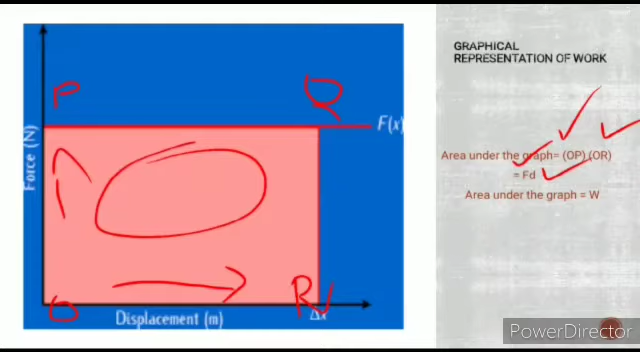 P
Q
F(x)
Force (N)
O
R
Δx
Displacement (m)
GRAPHICAL
REPRESENTATION OF WORK
Area under the graph= (OP) (OR)
= Fd
Area under the graph = W
PowerDirector